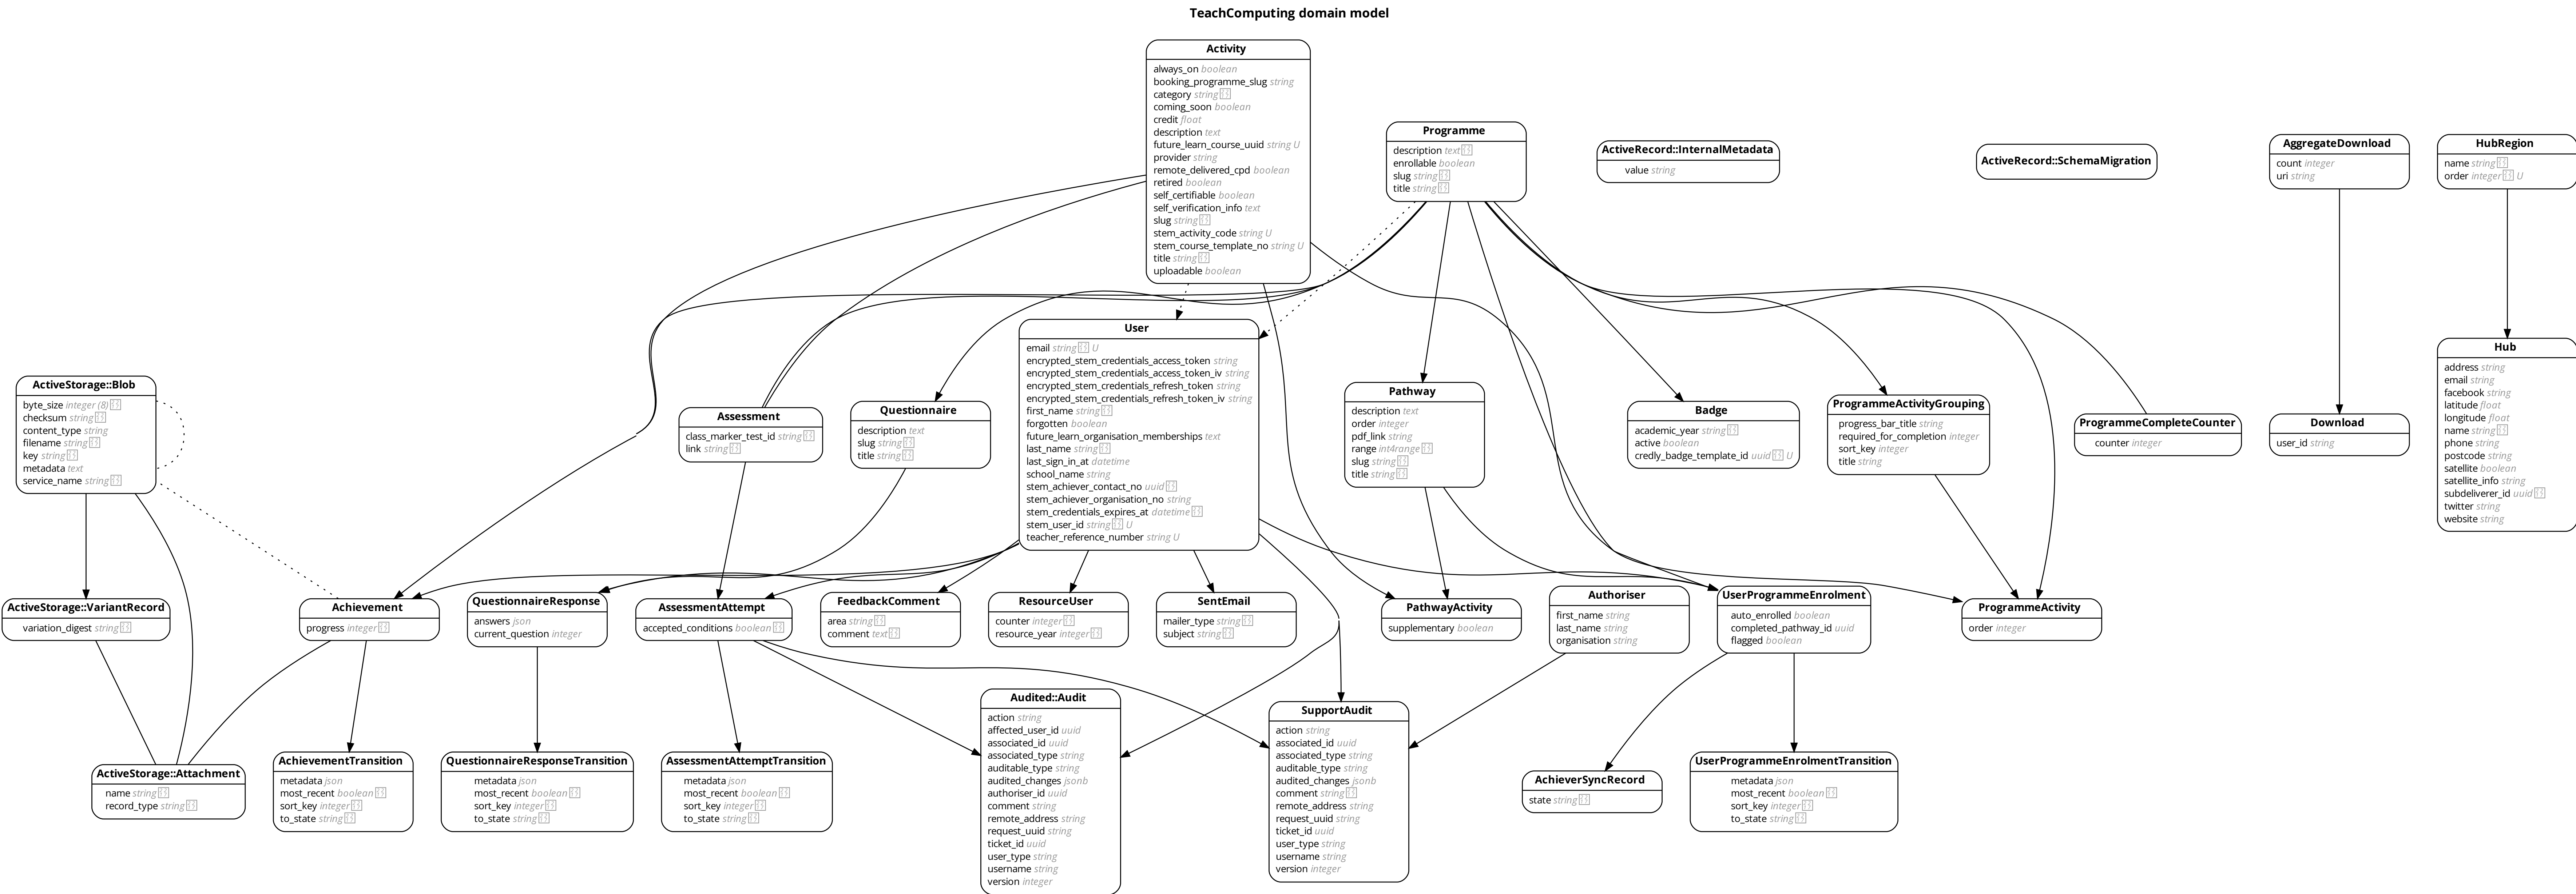 TeachComputing domain model
Activity
always_on boolean
booking_programme_slug string
category string
coming_soon boolean
credit float
description text
future_learn_course_uuid string U
provider string
remote_delivered_cpd boolean
retired boolean
self_certifiable boolean
self_verification_info text
slug string
stem_activity_code string U
stem_course_template_no string U
title string
uploadable boolean
Programme
description text
enrollable boolean
slug string
title string
ActiveRecord::InternalMetadata
value string
ActiveRecord::SchemaMigration
AggregateDownload
count integer
uri string
HubRegion
name string
order integer U
ActiveStorage::Blob
byte_size integer (8)
checksum string
content_type string
filename string
key string
metadata text
service_name string
Assessment
class_marker_test_id string
link string
Questionnaire
description text
slug string
title string
User
email string U
encrypted_stem_credentials_access_token string
encrypted_stem_credentials_access_token_iv string
encrypted_stem_credentials_refresh_token string
encrypted_stem_credentials_refresh_token_iv string
first_name string
forgotten boolean
future_learn_organisation_memberships text
last_name string
last_sign_in_at datetime
school_name string
stem_achiever_contact_no uuid
stem_achiever_organisation_no string
stem_credentials_expires_at datetime
stem_user_id string U
teacher_reference_number string U
Pathway
description text
order integer
pdf_link string
range int4range
slug string
title string
Badge
academic_year string
active boolean
credly_badge_template_id uuid U
ProgrammeActivityGrouping
progress_bar_title string
required_for_completion integer
sort_key integer
title string
ProgrammeCompleteCounter
counter integer
Download
user_id string
Hub
address string
email string
facebook string
latitude float
longitude float
name string
phone string
postcode string
satellite boolean
satellite_info string
subdeliverer_id uuid
twitter string
website string
ActiveStorage::VariantRecord
variation_digest string
Achievement
progress integer
QuestionnaireResponse
answers json
current_question integer
AssessmentAttempt
accepted_conditions boolean
FeedbackComment
area string
comment text
ResourceUser
counter integer
resource_year integer
SentEmail
mailer_type string
subject string
PathwayActivity
supplementary boolean
Authoriser
first_name string
last_name string
organisation string
UserProgrammeEnrolment
auto_enrolled boolean
completed_pathway_id uuid
flagged boolean
ProgrammeActivity
order integer
ActiveStorage::Attachment
name string
record_type string
AchievementTransition
metadata json
most_recent boolean
sort_key integer
to_state string
QuestionnaireResponseTransition
metadata json
most_recent boolean
sort_key integer
to_state string
AssessmentAttemptTransition
metadata json
most_recent boolean
sort_key integer
to_state string
Audited::Audit
action string
affected_user_id uuid
associated_id uuid
associated_type string
auditable_type string
audited_changes jsonb
authoriser_id uuid
comment string
remote_address string
request_uuid string
ticket_id uuid
user_type string
username string
version integer
SupportAudit
action string
associated_id uuid
associated_type string
auditable_type string
audited_changes jsonb
comment string
remote_address string
request_uuid string
ticket_id uuid
user_type string
username string
version integer
AchieverSyncRecord
state string
UserProgrammeEnrolmentTransition
metadata json
most_recent boolean
sort_key integer
to_state string